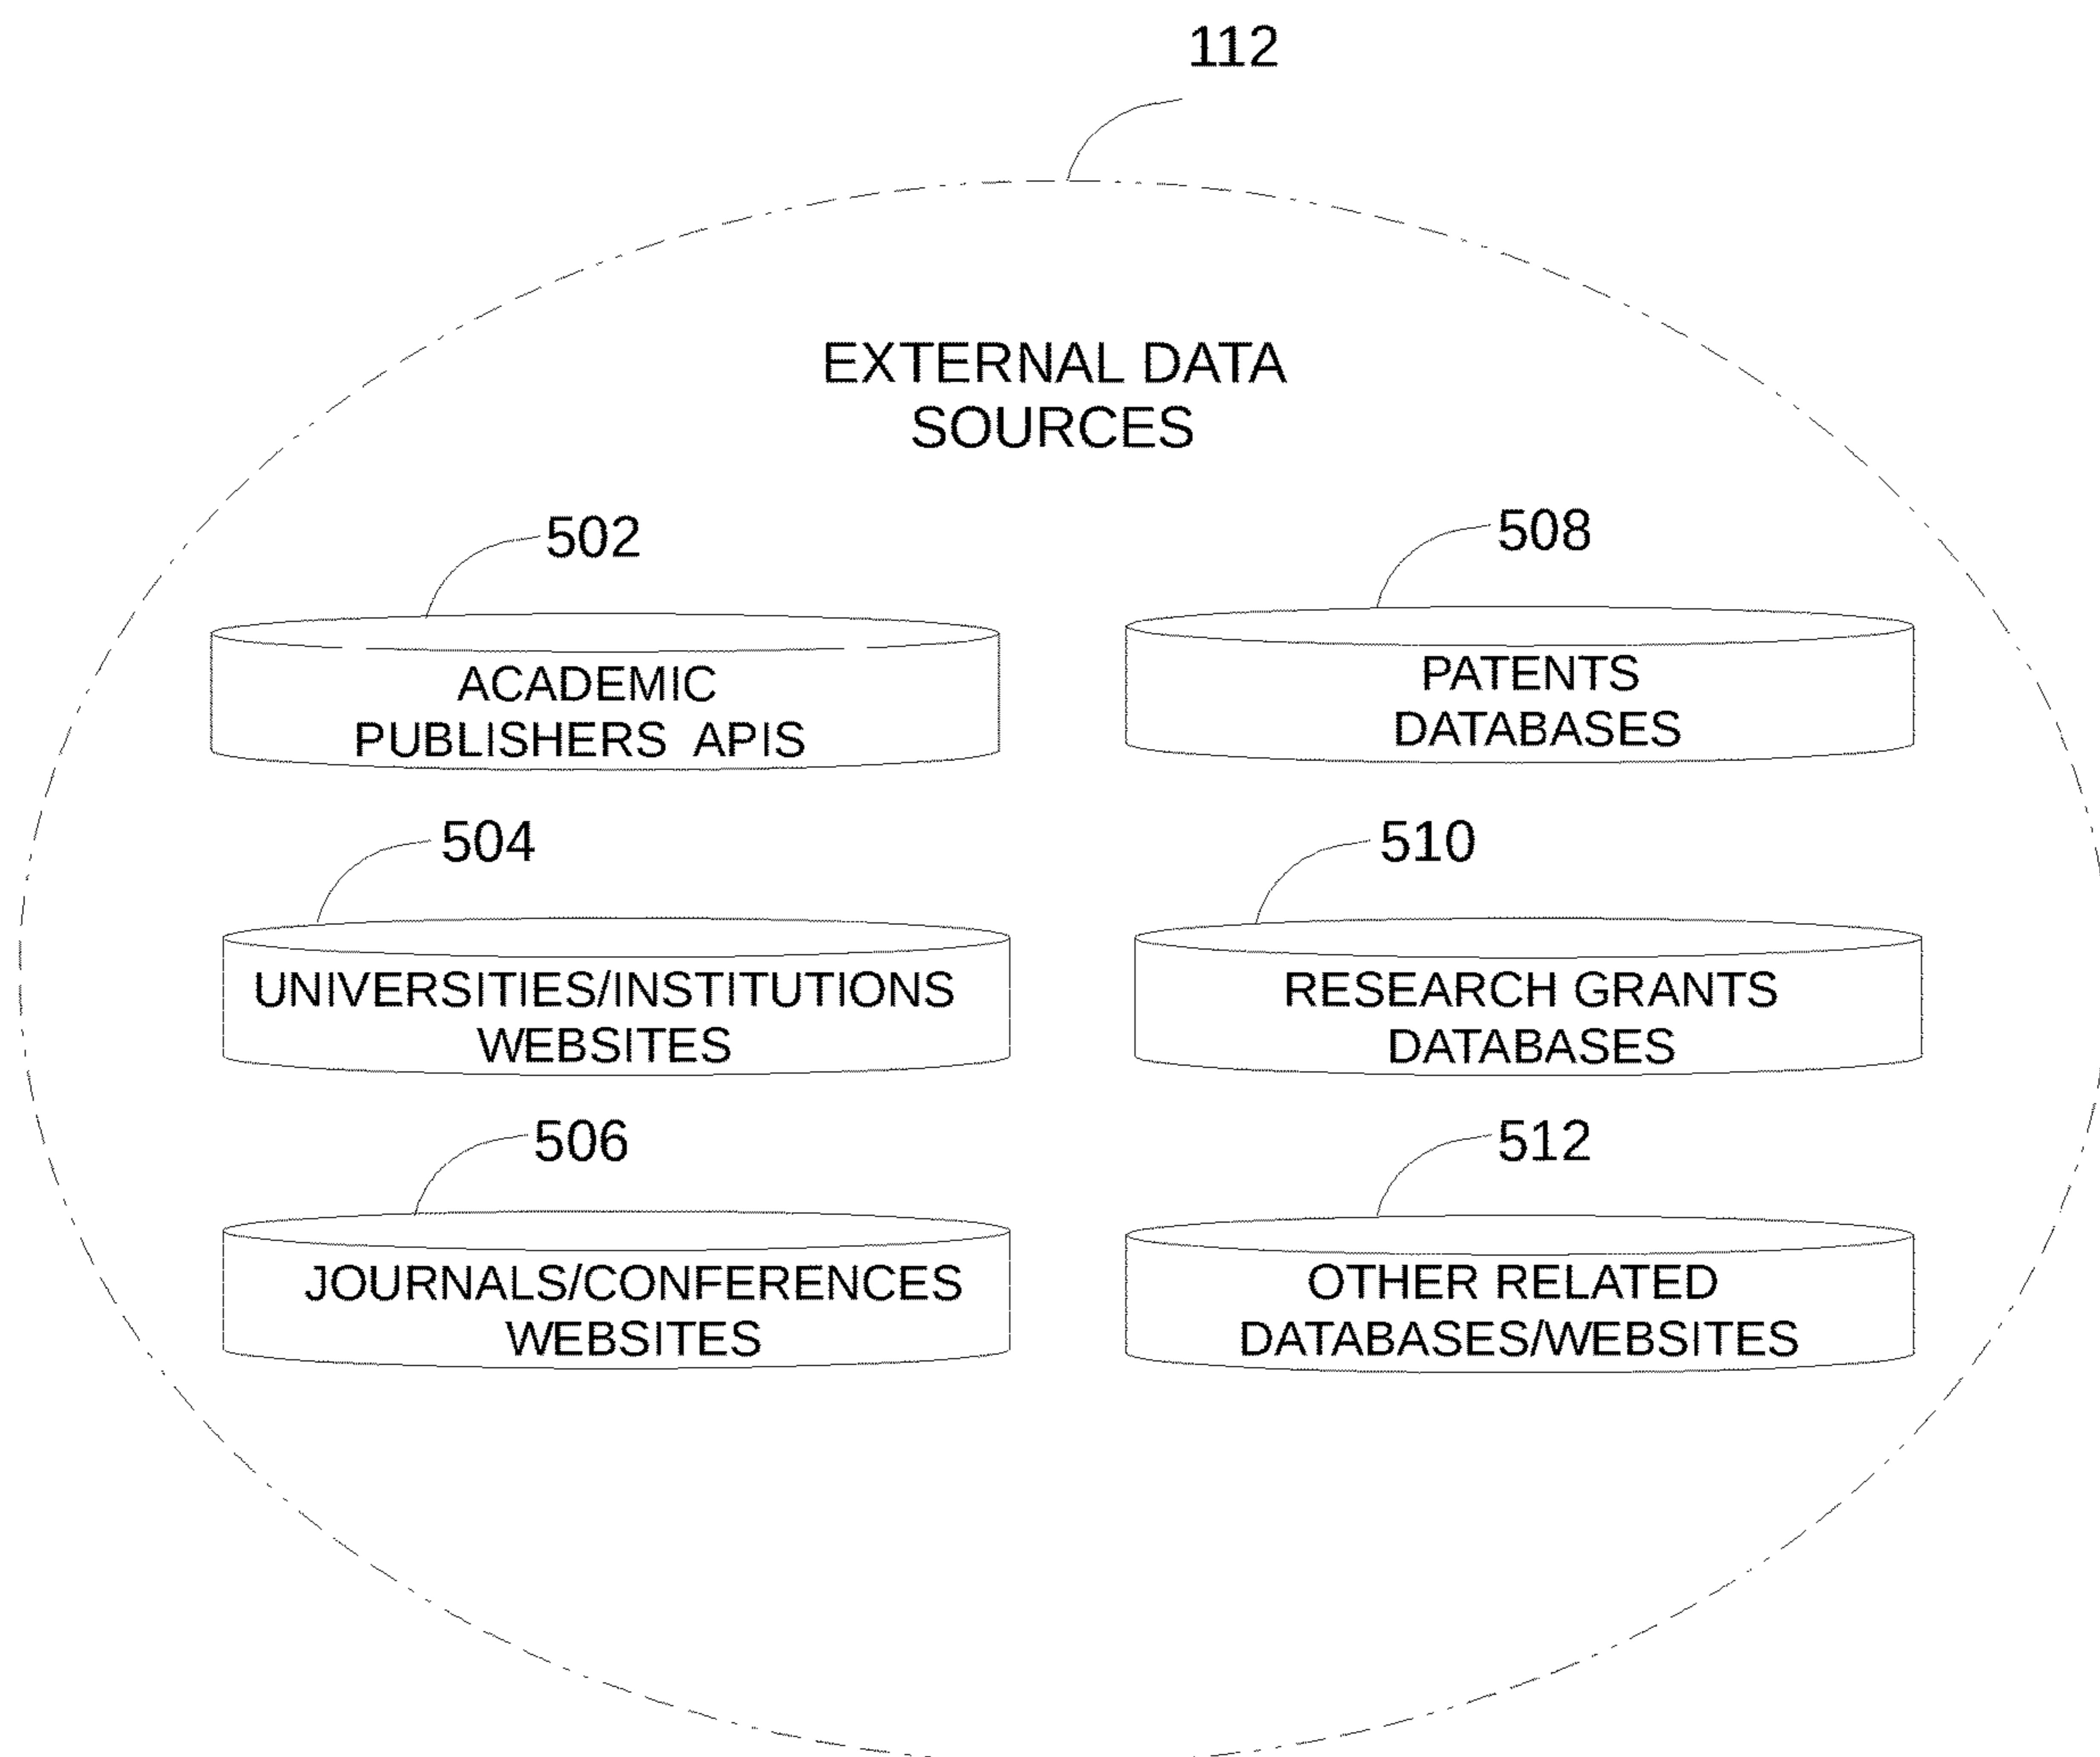 112
EXTERNAL DATA
SOURCES
502
ACADEMIC
PUBLISHERS APIS
508
PATENTS
DATABASES
504
UNIVERSITIES/INSTITUTIONS
WEBSITES
510
RESEARCH GRANTS
DATABASES
506
JOURNALS/CONFERENCES
WEBSITES
512
OTHER RELATED
DATABASES/WEBSITES